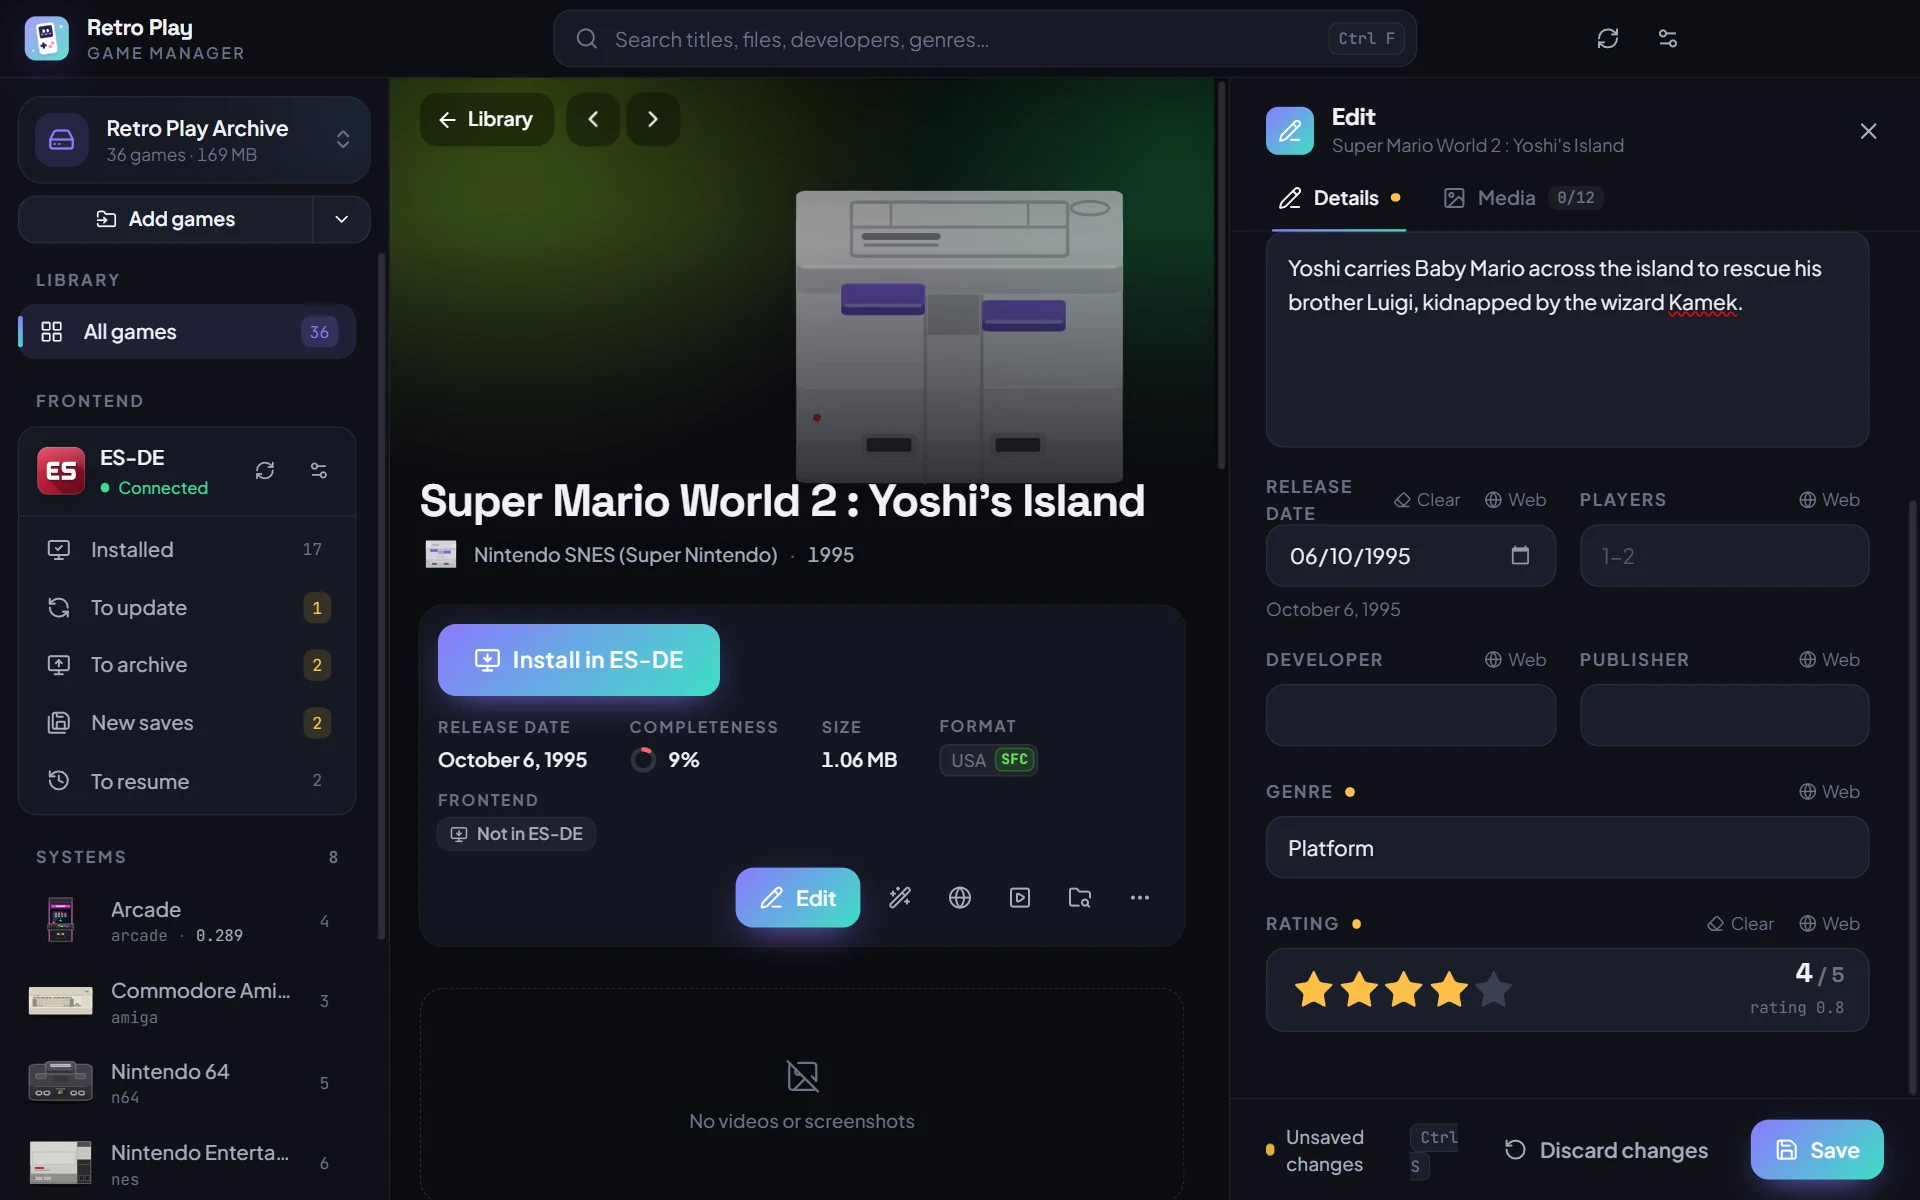 Retro Play
GAME MANAGER
Search titles, files, developers, genres...
Ctrl F
Retro Play Archive
36 games · 169 MB
Add games
LIBRARY
All games
36
FRONTEND
ES
ES-DE
Connected
Installed
17
To update
1
To archive
2
New saves
2
To resume
2
SYSTEMS
8
Arcade
arcade · 0.289
4
Commodore Ami...
amiga
3
Nintendo 64
n64
5
Nintendo Enterta...
nes
6
Library
Super Mario World 2 : Yoshi's Island
Nintendo SNES (Super Nintendo) · 1995
Install in ES-DE
RELEASE DATE
October 6, 1995
COMPLETENESS
9%
SIZE
1.06 MB
FORMAT
USA SFC
FRONTEND
Not in ES-DE
Edit
No videos or screenshots
Edit
Super Mario World 2 : Yoshi's Island
Details
Media
0/12
Yoshi carries Baby Mario across the island to rescue his
brother Luigi, kidnapped by the wizard Kamek.
RELEASE
DATE
Clear
Web
06/10/1995
October 6, 1995
PLAYERS
Web
1-2
DEVELOPER
Web
PUBLISHER
Web
GENRE
Web
Platform
RATING
Clear
Web
4 / 5
rating 0.8
Unsaved
changes
Ctrl
S
Discard changes
Save